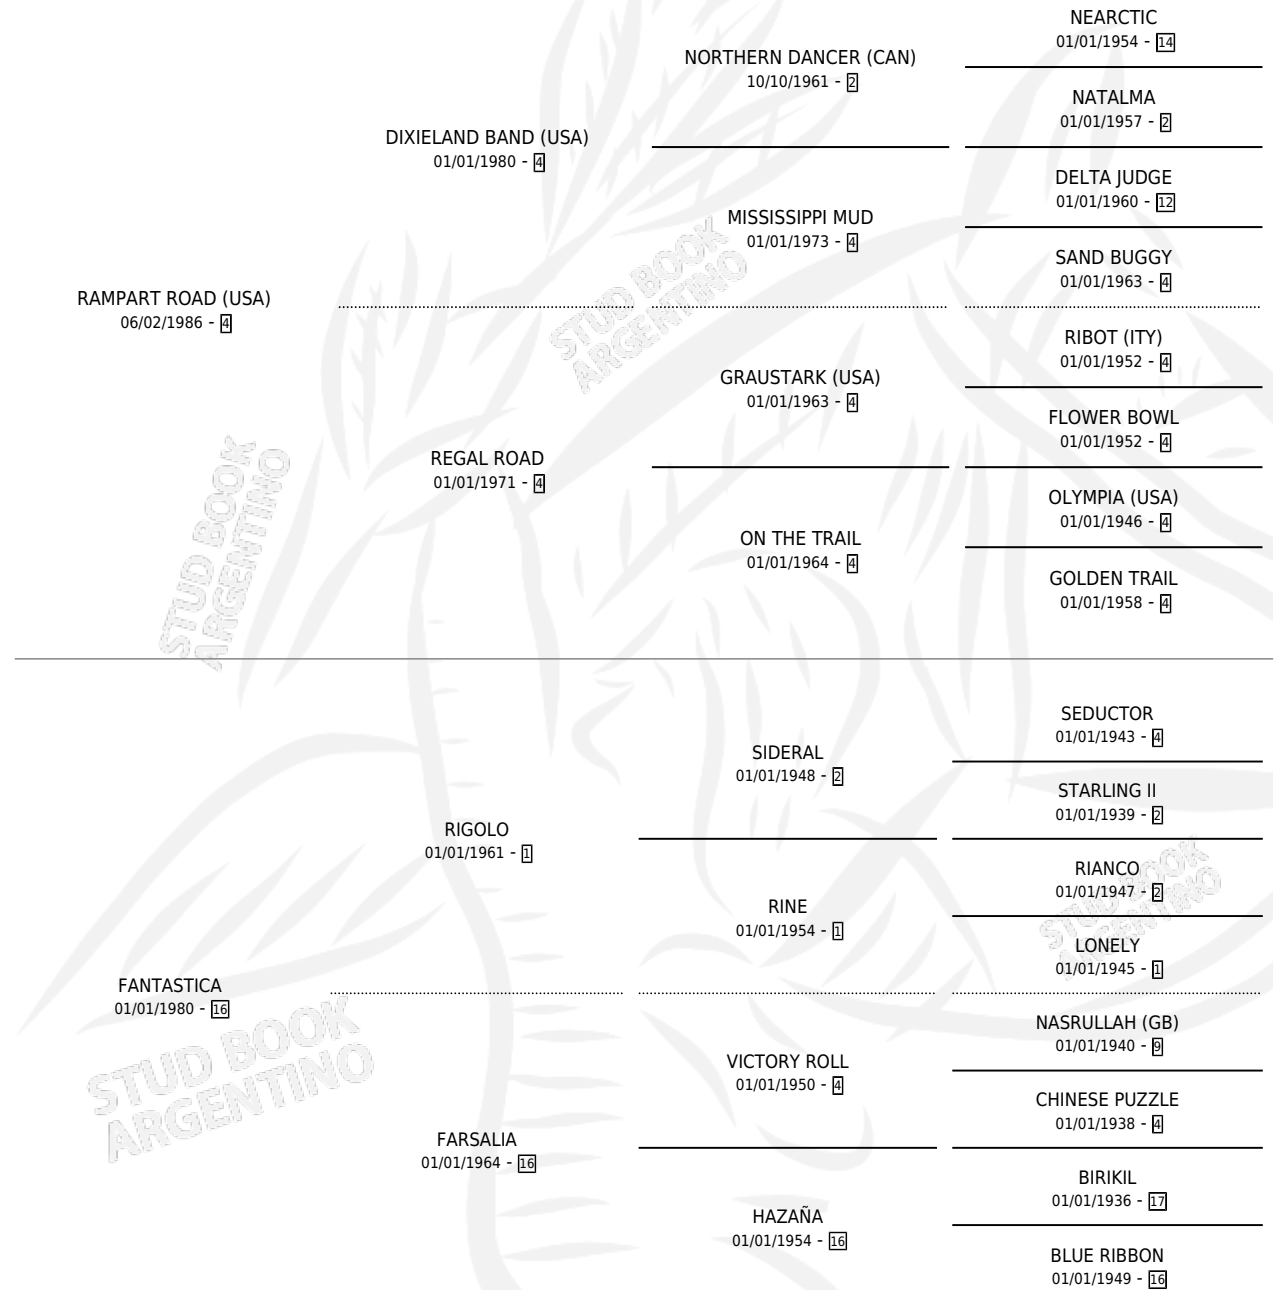 NEARCTIC
01/01/1954 - 14
NORTHERN DANCER (CAN)
10/10/1961 - 2
NATALMA
01/01/1957 - 2
DIXIELAND BAND (USA)
01/01/1980 - 4
DELTA JUDGE
01/01/1960 - 12
MISSISSIPPI MUD
01/01/1973 - 4
SAND BUGGY
01/01/1963 - 4
RAMPART ROAD (USA)
06/02/1986 - 4
RIBOT (ITY)
01/01/1952 - 4
GRAUSTARK (USA)
01/01/1963 - 4
FLOWER BOWL
01/01/1952 - 4
REGAL ROAD
01/01/1971 - 4
OLYMPIA (USA)
01/01/1946 - 4
ON THE TRAIL
01/01/1964 - 4
GOLDEN TRAIL
01/01/1958 - 4
SEDUCTOR
01/01/1943 - 4
SIDERAL
01/01/1948 - 2
STARLING II
01/01/1939 - 2
RIGOLO
01/01/1961 - 1
RIANCO
01/01/1947 - 2
RINE
01/01/1954 - 1
LONELY
01/01/1945 - 1
FANTASTICA
01/01/1980 - 16
NASRULLAH (GB)
01/01/1940 - 9
VICTORY ROLL
01/01/1950 - 4
CHINESE PUZZLE
01/01/1938 - 4
FARSALIA
01/01/1964 - 16
BIRIKIL
01/01/1936 - 17
HAZAÑA
01/01/1954 - 16
BLUE RIBBON
01/01/1949 - 16
STUD BOOK
ARGENTINO
STUD BOOK
ARGENTINO
STUD BOOK
ARGENTINO
STUD BOOK
ARGENTINO